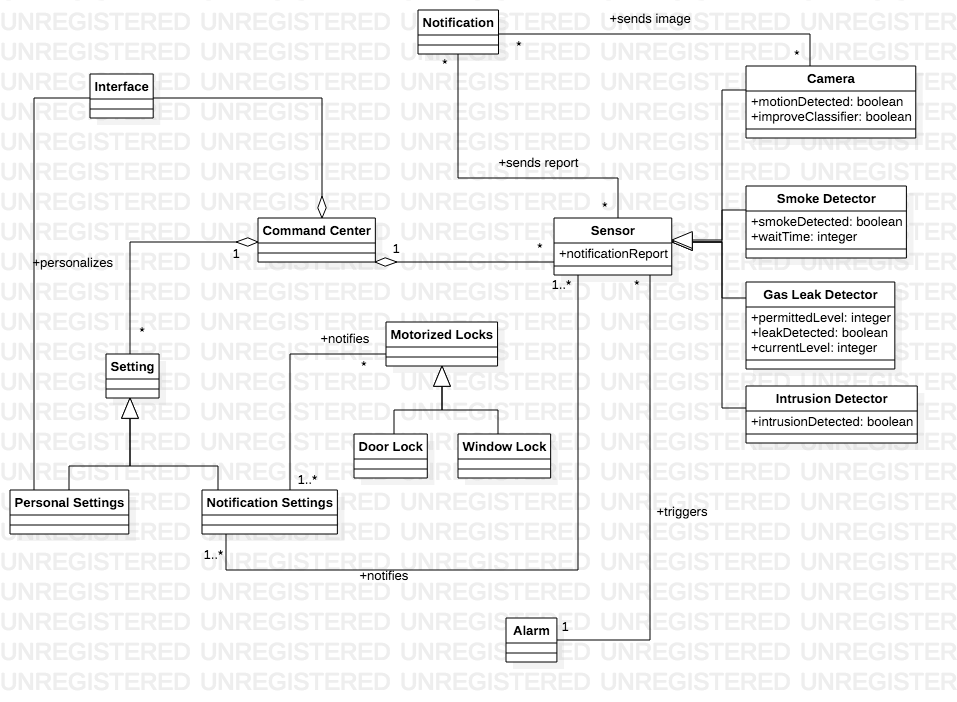 Notification
+sends image
*
*
*
Interface
Camera
+motionDetected: boolean
+improveClassifier: boolean
+sends report
*
Smoke Detector
+smokeDetected: boolean
+waitTime: integer
Command Center
1
1
*
Sensor
+notificationReport
1..*
*
+personalizes
*
Gas Leak Detector
+permittedLevel: integer
+leakDetected: boolean
+currentLevel: integer
Motorized Locks
+notifies
*
Setting
Intrusion Detector
+intrusionDetected: boolean
Door Lock
Window Lock
1..*
Personal Settings
Notification Settings
+triggers
1..*
+notifies
Alarm
1
UNREGISTERED UNREGISTERED UNREGISTERED UNREGISTERED UNREGISTERED